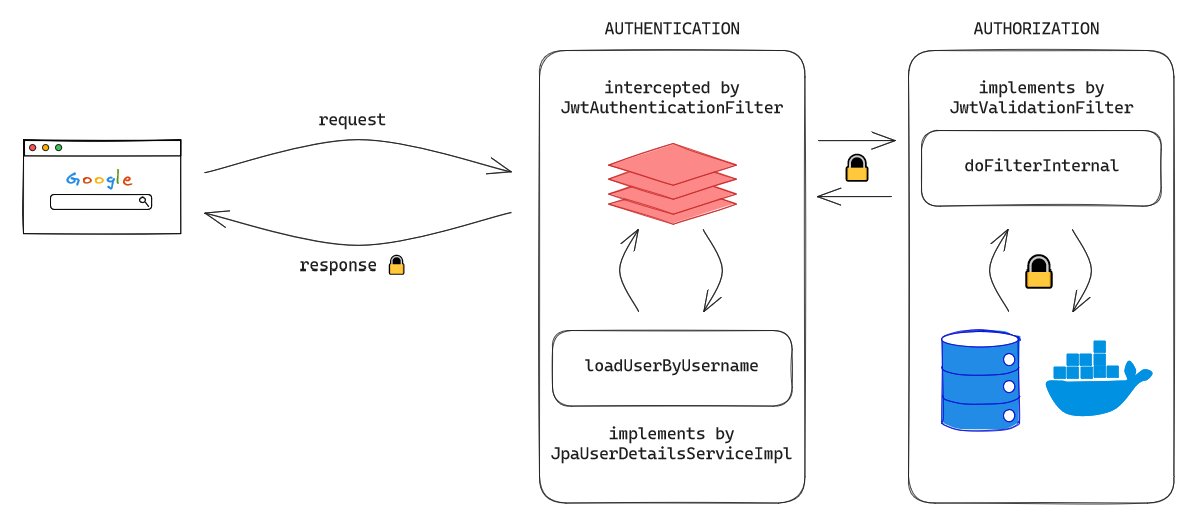 AUTHENTICATION
intercepted by
JwtAuthenticationFilter
loadUserByUsername
implements by
JpaUserDetailsServiceImpl
AUTHORIZATION
implements by
JwtValidationFilter
doFilterInternal
request
Google
response